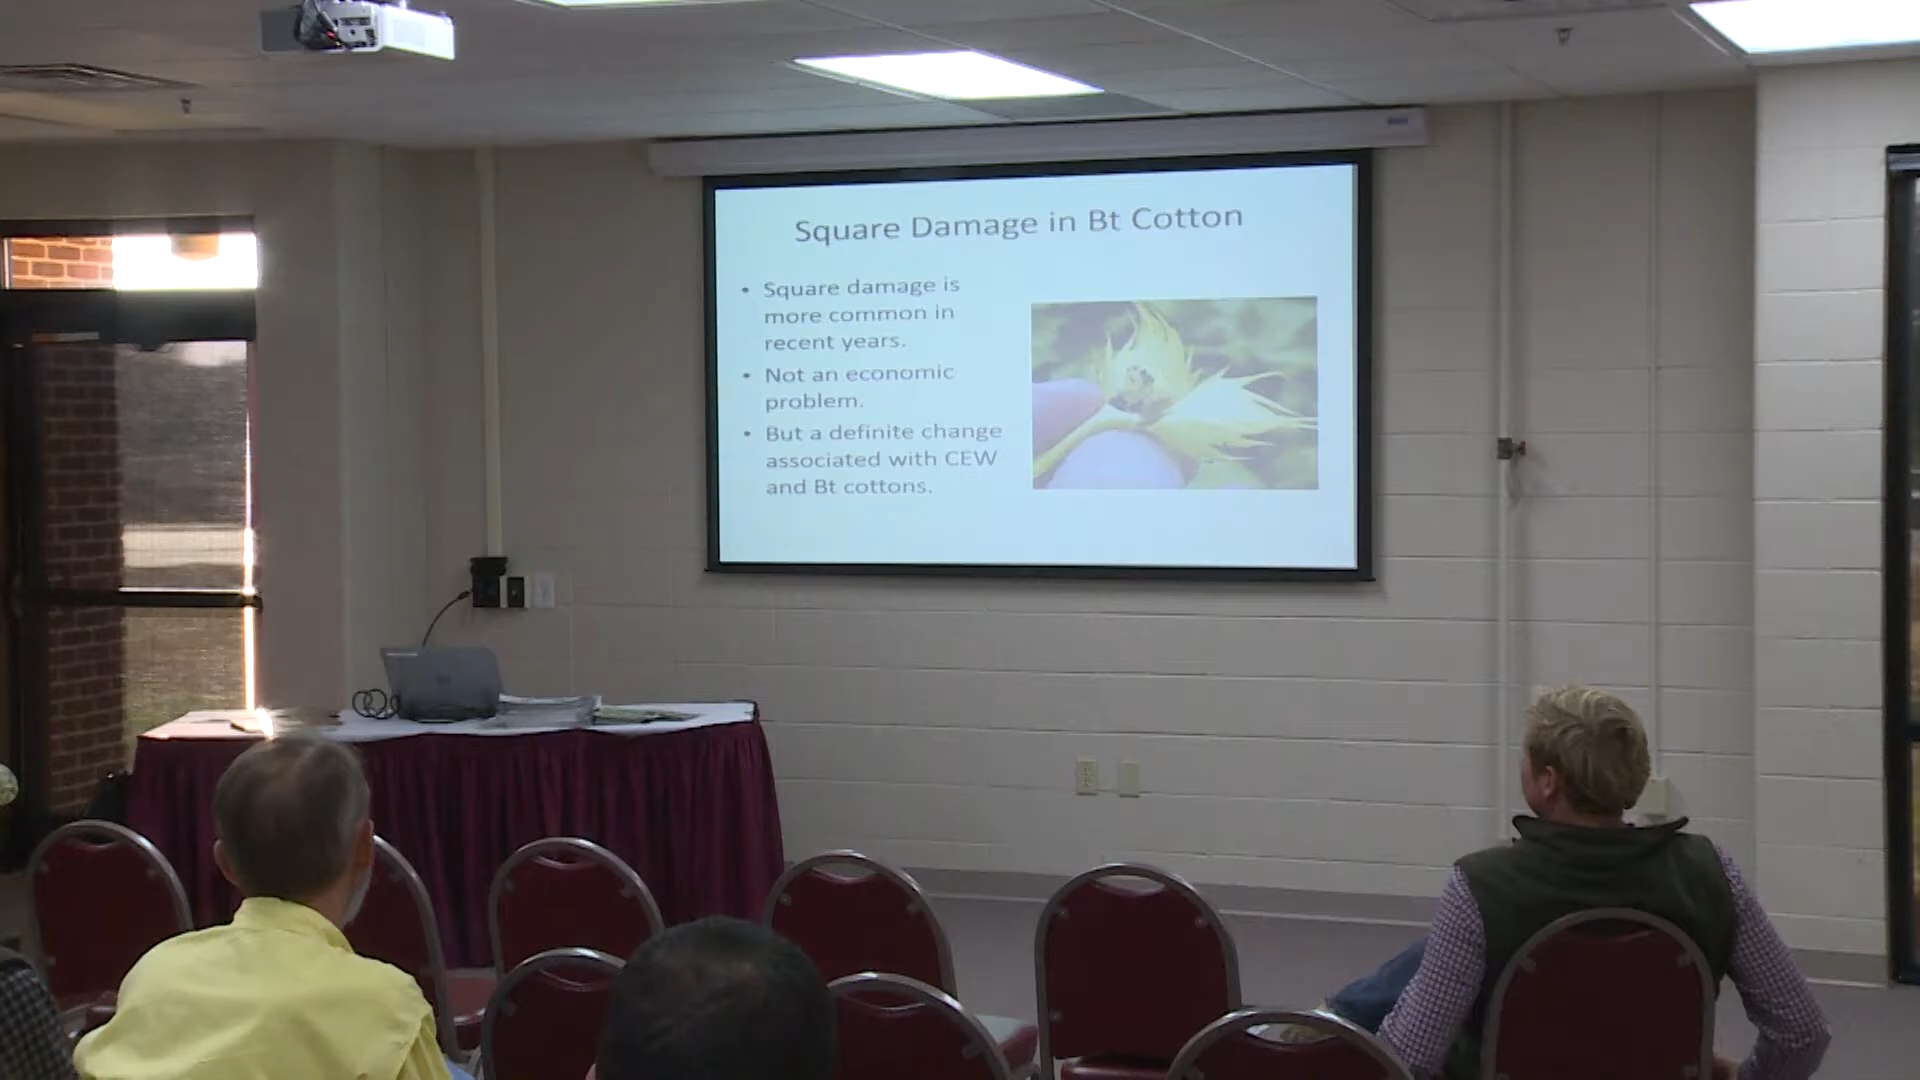 Square Damage in Bt Cotton
• Square damage is
more common in
recent years.
• Not an economic
problem.
• But a definite change
associated with CEW
and Bt cottons.